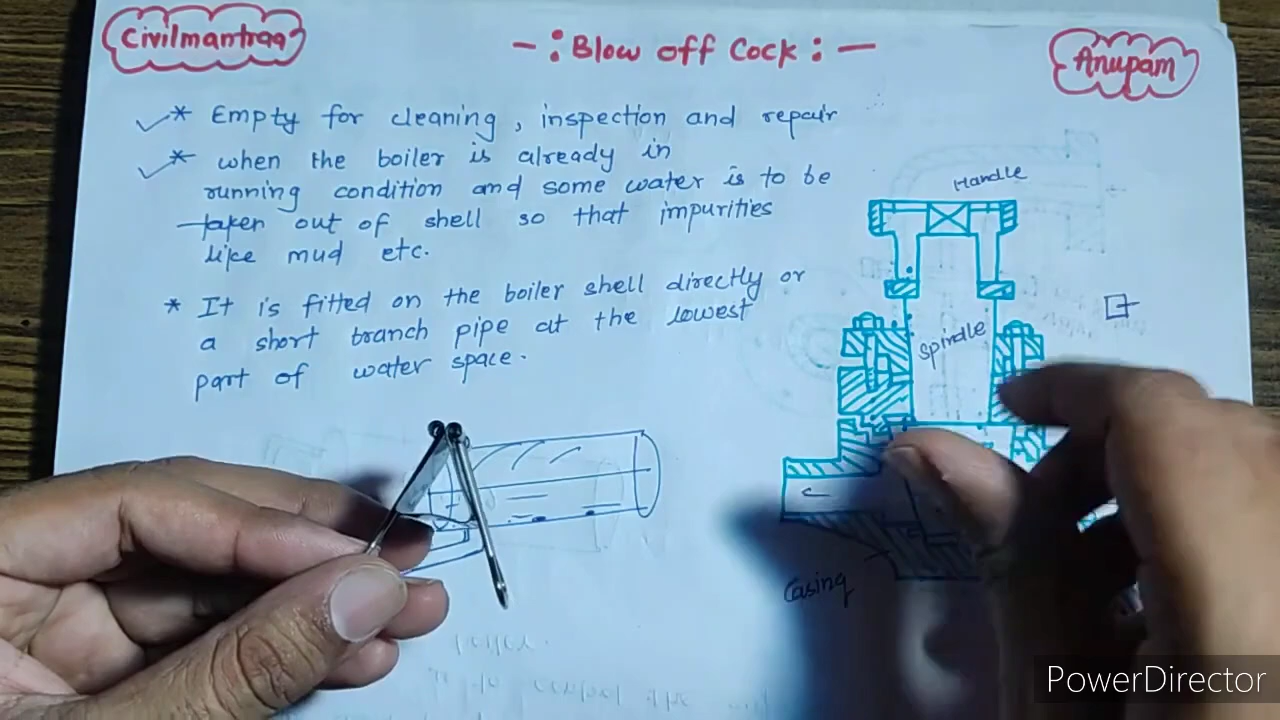 Civilmantraa
-: Blow off Cock: -
Anupam
* Empty for cleaning, inspection and repair
* when the boiler is already in
running condition and some water is to be
taken out of shell so that impurities
like mud etc.
* It is fitted on the boiler shell directly or
a short branch pipe at the lowest
part of water space.
Handle
Spindle
Casing
PowerDirector